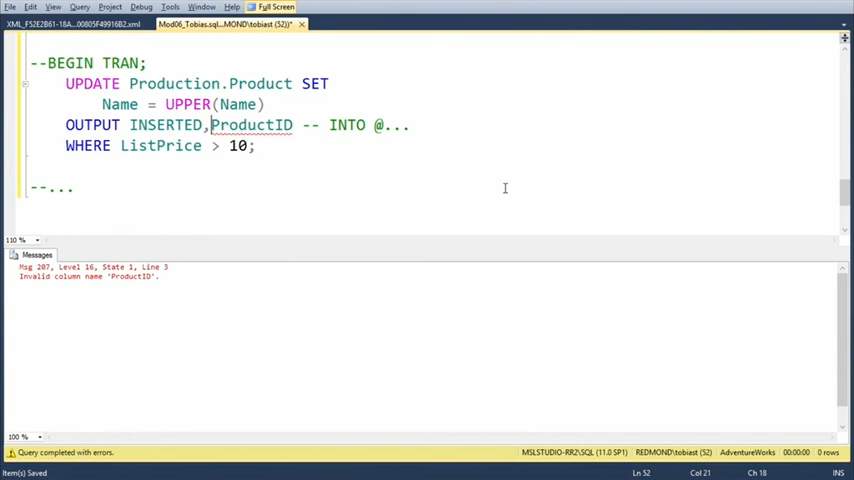 File Edit View Query Project Debug Tools Window Help Full Screen
XML_F52E2B61-18A...00805F49916B2.xml Mod06_Tobias.sql...MOND\tobiast (52))* ×
--BEGIN TRAN;
UPDATE Production.Product SET
Name = UPPER(Name)
OUTPUT INSERTED,ProductID -- INTO @...
WHERE ListPrice > 10;
--...
110 %
Messages
Msg 207, Level 16, State 1, Line 3
Invalid column name 'ProductID'.
100 %
Query completed with errors. MSLSTUDIO-RR2\SQL (11.0 SP1) REDMOND\tobiast (52) AdventureWorks 00:00:00 0 rows
Item(s) Saved Ln 52 Col 21 Ch 18 INS